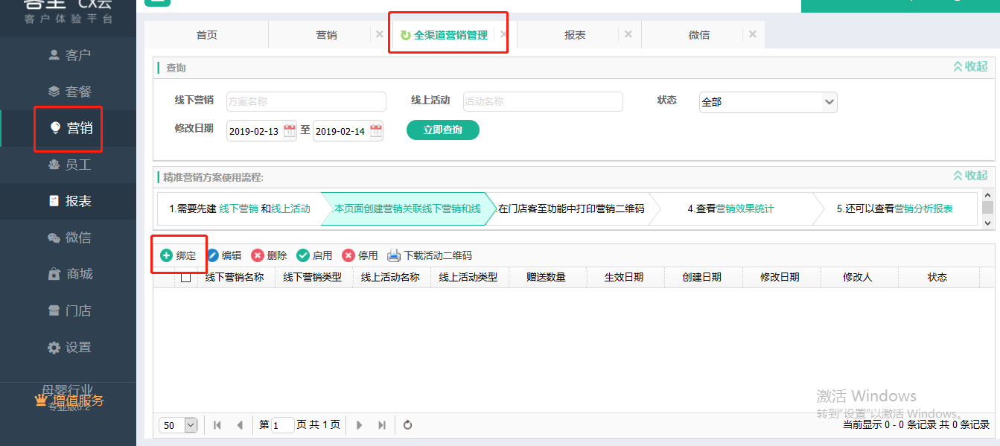 客至 CX云
客户体验平台
客户
套餐
营销
员工
报表
微信
商城
门店
设置
母婴行业
增值服务
专业版6.2
首页
营销
全渠道营销管理
报表
微信
查询
收起
线下营销 方案名称
线上活动 活动名称
状态 全部
修改日期 2019-02-13 至 2019-02-14 立即查询
精准营销方案使用流程:
收起
1.需要先建 线下营销 和线上活动
本页面创建营销关联线下营销和线
在门店客至功能中打印营销二维码
4.查看营销效果统计
5.还可以查看营销分析报表
绑定 编辑 删除 启用 停用 下载活动二维码
线下营销名称 线下营销类型 线上活动名称 线上活动类型 赠送数量 生效日期 创建日期 修改日期 修改人 状态
激活 Windows
转到"设置"以激活 Windows。
50 第 1 页 共 1 页
当前显示 0 - 0 条记录 共 0 条记录